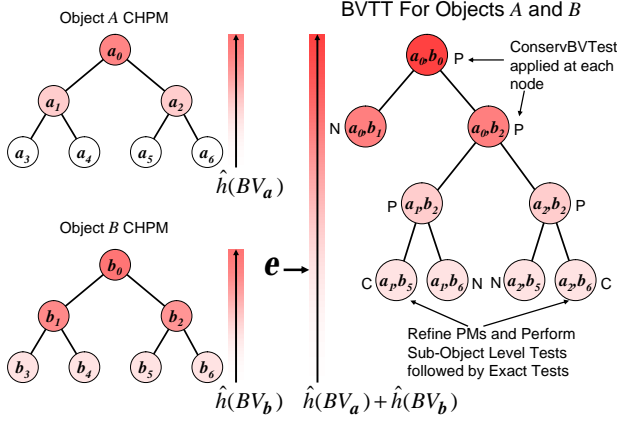 Object A CHPM
a0
a1
a2
a3
a4
a5
a6
ĥ(BVa)
Object B CHPM
b0
b1
b2
b3
b4
b5
b6
ĥ(BVb)
e
ĥ(BVa) + ĥ(BVb)
BVTT For Objects A and B
a0,b0 P
ConservBVTest
applied at each
node
N a0,b1
a0,b2 P
P a1,b2
a2,b2 P
C a1,b5
a1,b6 N
N a2,b5
a2,b6 C
Refine PMs and Perform
Sub-Object Level Tests
followed by Exact Tests